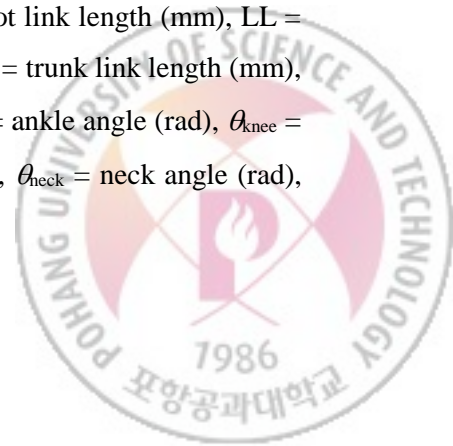 ot link length (mm), LL =
= trunk link length (mm),
= ankle angle (rad), θknee =
, θneck = neck angle (rad),
POHANG UNIVERSITY OF SCIENCE AND TECHNOLOGY
1986
포항공과대학교